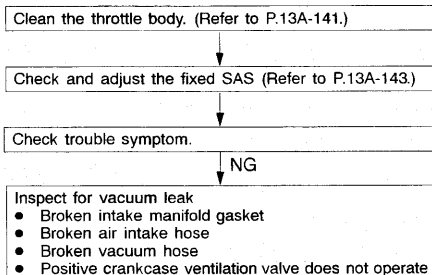 Clean the throttle body. (Refer to P.13A-141.)
Check and adjust the fixed SAS (Refer to P.13A-143.)
Check trouble symptom.
NG
Inspect for vacuum leak
● Broken intake manifold gasket
● Broken air intake hose
● Broken vacuum hose
● Positive crankcase ventilation valve does not operate